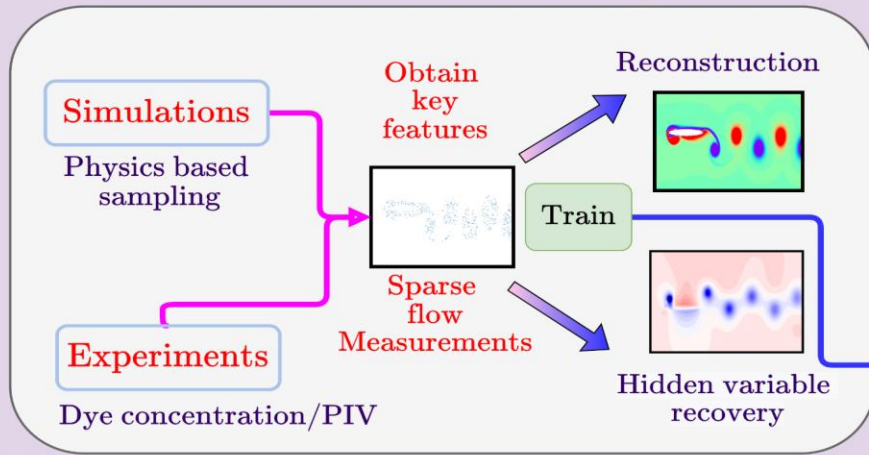 Simulations
Physics based
sampling
Experiments
Dye concentration/PIV
Obtain
key
features
Sparse
flow
Measurements
Train
Reconstruction
Hidden variable
recovery